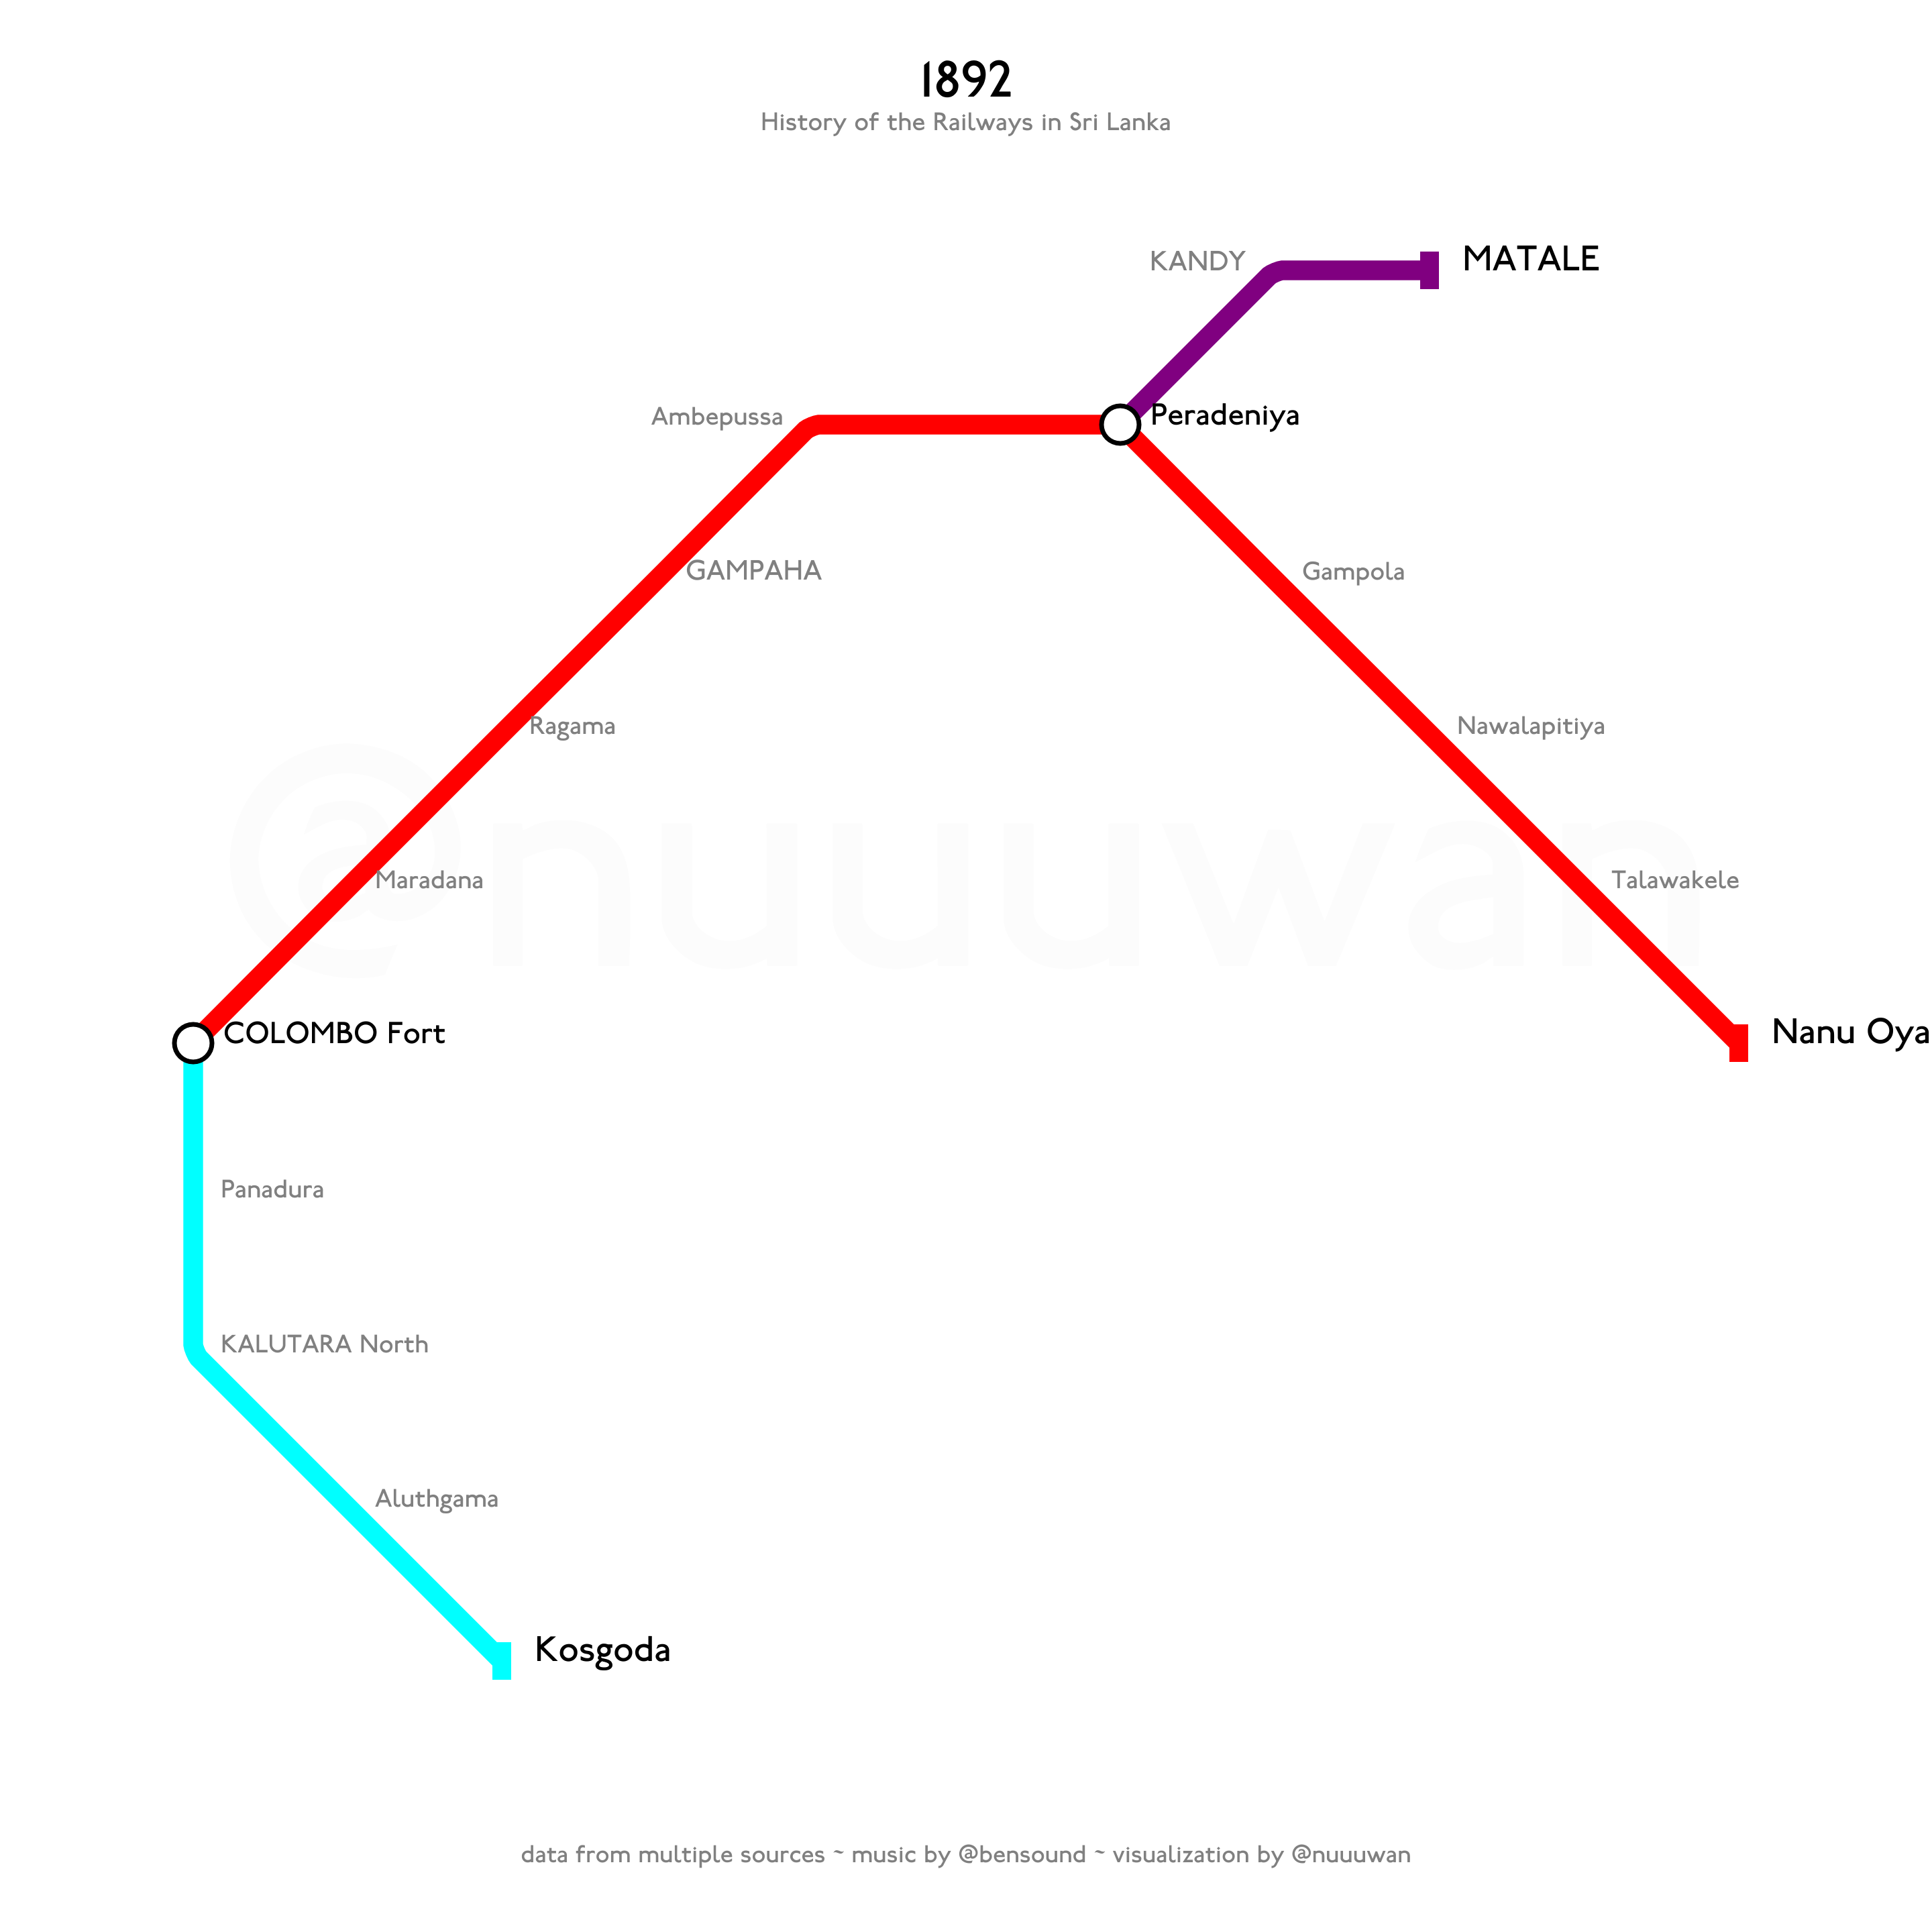 1892
History of the Railways in Sri Lanka
KANDY
MATALE
Ambepussa
Peradeniya
GAMPAHA
Gampola
Ragama
Nawalapitiya
@nuuuwan
Maradana
Talawakele
COLOMBO Fort
Nanu Oya
Panadura
KALUTARA North
Aluthgama
Kosgoda
data from multiple sources ~ music by @bensound ~ visualization by @nuuuwan